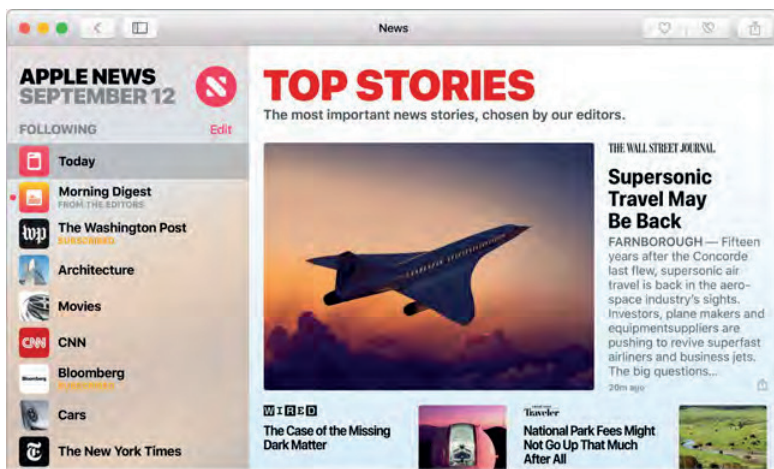 News
APPLE NEWS
SEPTEMBER 12
FOLLOWING Edit
Today
Morning Digest
FROM THE EDITORS
wp
The Washington Post
SUBSCRIBED
Architecture
Movies
CNN
CNN
Bloomberg
Bloomberg
Cars
T
The New York Times
TOP STORIES
The most important news stories, chosen by our editors.
THE WALL STREET JOURNAL.
Supersonic
Travel May
Be Back
FARNBOROUGH — Fifteen
years after the Concorde
last flew, supersonic air
travel is back in the aero-
space industry's sights.
Investors, plane makers and
equipmentsuppliers are
pushing to revive superfast
airliners and business jets.
The big questions...
20m ago
WIRED
The Case of the Missing
Dark Matter
Traveler
National Park Fees Might
Not Go Up That Much
After All